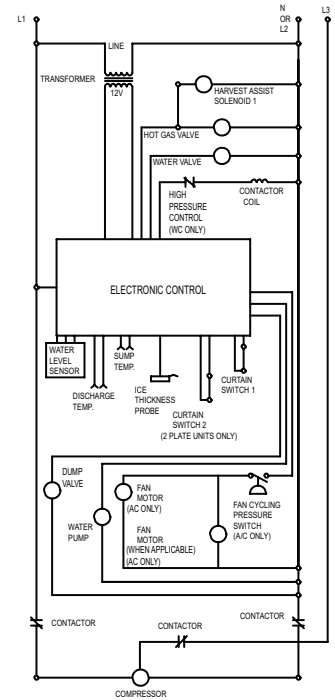 L1
N
OR
L2
L3
LINE
TRANSFORMER
12V
HARVEST ASSIST
SOLENOID 1
HOT GAS VALVE
WATER VALVE
HIGH
PRESSURE
CONTROL
(WC ONLY)
CONTACTOR
COIL
ELECTRONIC CONTROL
WATER
LEVEL
SENSOR
SUMP
TEMP.
DISCHARGE
TEMP.
ICE
THICKNESS
PROBE
CURTAIN
SWITCH 1
CURTAIN
SWITCH 2
(2 PLATE UNITS ONLY)
DUMP
VALVE
WATER
PUMP
FAN
MOTOR
(AC ONLY)
FAN
MOTOR
(WHEN APPLICABLE)
(AC ONLY)
FAN CYCLING
PRESSURE
SWITCH
(A/C ONLY)
CONTACTOR
CONTACTOR
CONTACTOR
COMPRESSOR